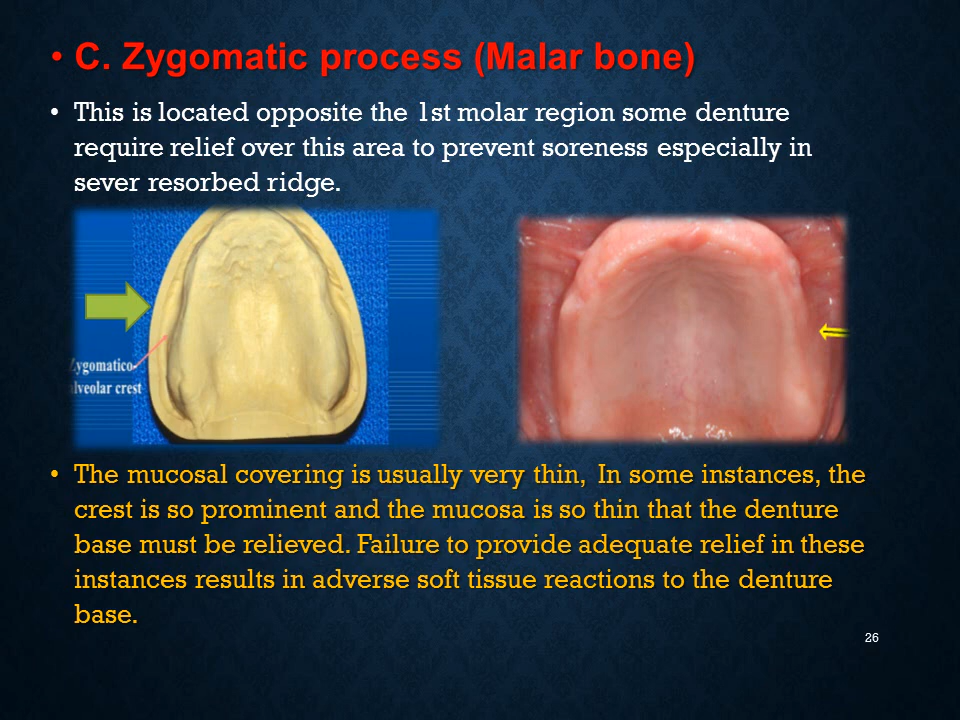 • C. Zygomatic process (Malar bone)
• This is located opposite the 1st molar region some denture
require relief over this area to prevent soreness especially in
sever resorbed ridge.
Zygomatico-
alveolar crest
• The mucosal covering is usually very thin, In some instances, the
crest is so prominent and the mucosa is so thin that the denture
base must be relieved. Failure to provide adequate relief in these
instances results in adverse soft tissue reactions to the denture
base.
26